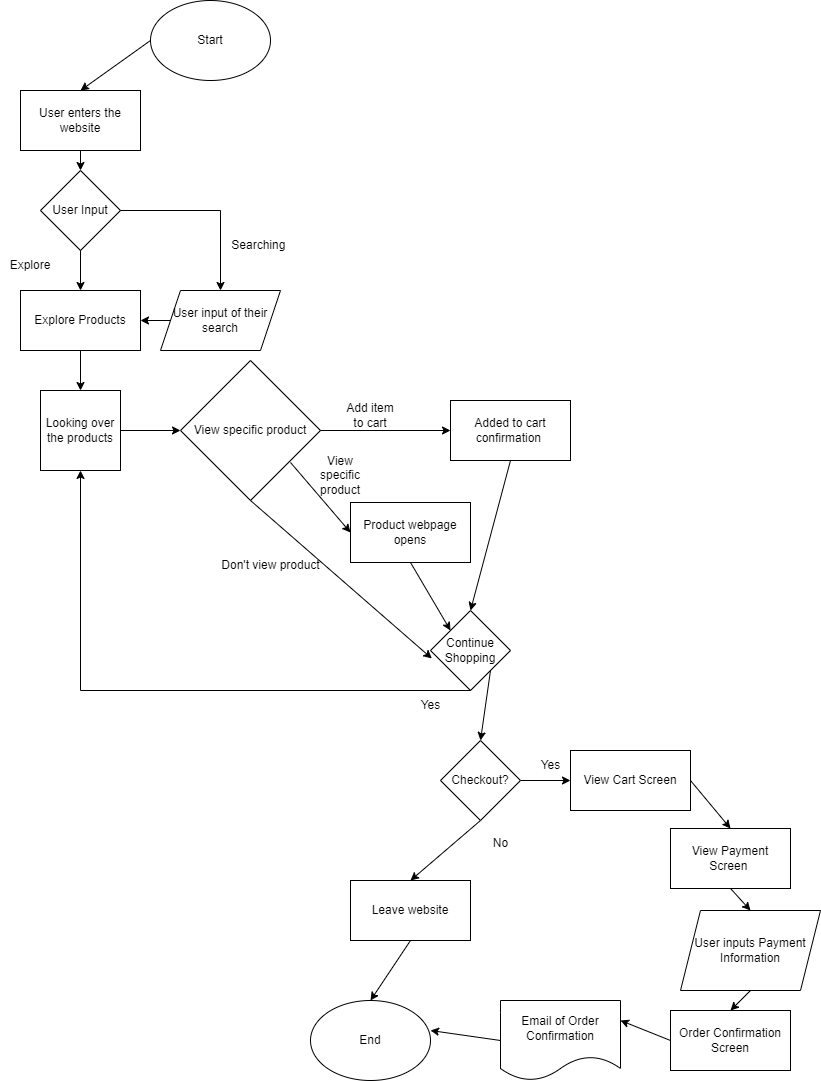 Start
User enters the
website
User Input
Searching
Explore
Explore Products
User input of their
search
Looking over
the products
View specific product
Add item
to cart
Added to cart
confirmation
View
specific
product
Product webpage
opens
Don't view product
Continue
Shopping
Yes
Checkout?
Yes
View Cart Screen
No
View Payment
Screen
Leave website
User inputs Payment
Information
End
Email of Order
Confirmation
Order Confirmation
Screen